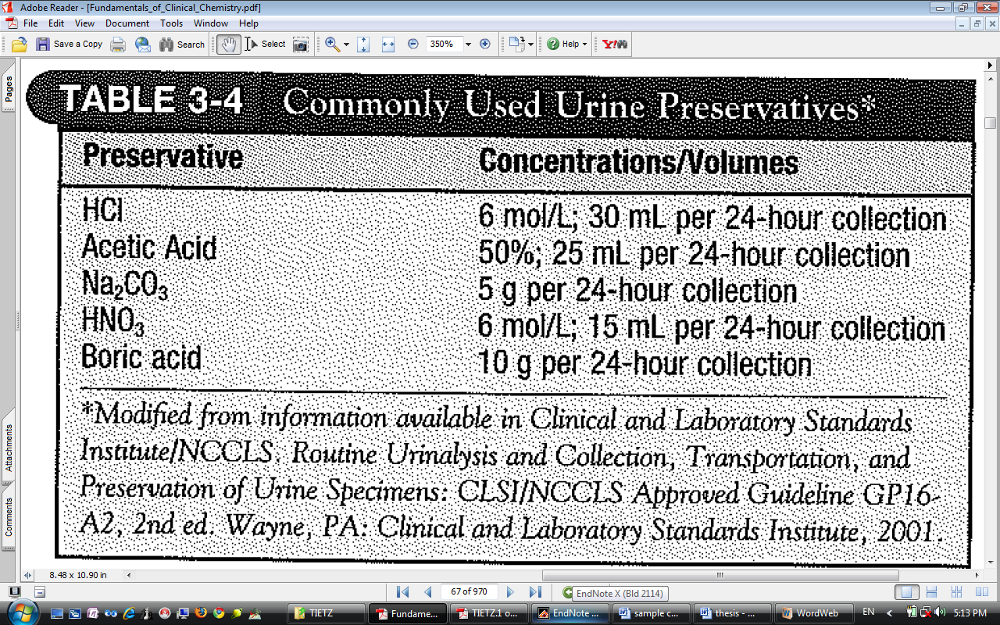 Adobe Reader - [Fundamentals_of_Clinical_Chemistry.pdf]
File Edit View Document Tools Window Help
Save a Copy Search Select 350% Help Y!
Pages
TABLE 3-4 Commonly Used Urine Preservatives*
Preservative Concentrations/Volumes
HCl 6 mol/L; 30 mL per 24-hour collection
Acetic Acid 50%; 25 mL per 24-hour collection
Na₂CO₃ 5 g per 24-hour collection
HNO₃ 6 mol/L; 15 mL per 24-hour collection
Boric acid 10 g per 24-hour collection
*Modified from information available in Clinical and Laboratory Standards
Institute/NCCLS. Routine Urinalysis and Collection, Transportation, and
Preservation of Urine Specimens: CLSI/NCCLS Approved Guideline GP16-
A2, 2nd ed. Wayne, PA: Clinical and Laboratory Standards Institute, 2001.
Attachments
Comments
8.48 x 10.90 in
67 of 970
EndNote X (Bld 2114)
TIETZ Fundame... TIETZ.1 o... EndNote ... sample c... thesis - ... WordWeb EN 5:13 PM